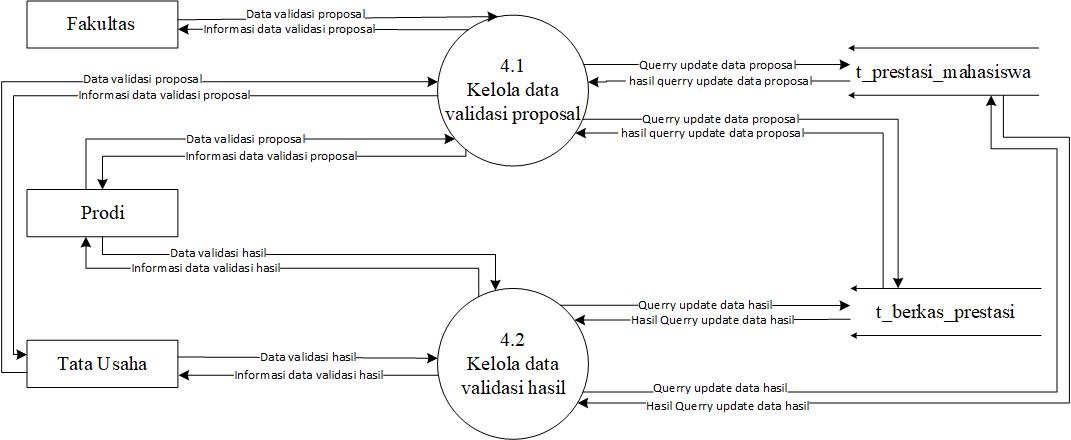 Fakultas
Data validasi proposal
Informasi data validasi proposal
4.1
Kelola data
validasi proposal
Querry update data proposal
hasil querry update data proposal
t_prestasi_mahasiswa
Data validasi proposal
Informasi data validasi proposal
Querry update data proposal
hasil querry update data proposal
Data validasi proposal
Informasi data validasi proposal
Prodi
Data validasi hasil
Informasi data validasi hasil
4.2
Kelola data
validasi hasil
Querry update data hasil
Hasil Querry update data hasil
t_berkas_prestasi
Tata Usaha
Data validasi hasil
Informasi data validasi hasil
Querry update data hasil
Hasil Querry update data hasil